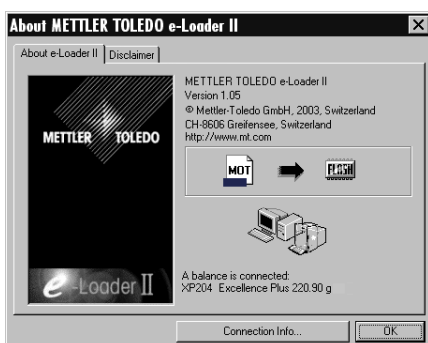 About METTLER TOLEDO e-Loader II
About e-Loader II
Disclaimer
METTLER TOLEDO
e-Loader II
METTLER TOLEDO e-Loader II
Version 1.05
© Mettler-Toledo GmbH, 2003, Switzerland
CH-8606 Greifensee, Switzerland
http://www.mt.com
MOT
FLASH
A balance is connected:
XP204 Excellence Plus 220.90 g
Connection Info...
OK